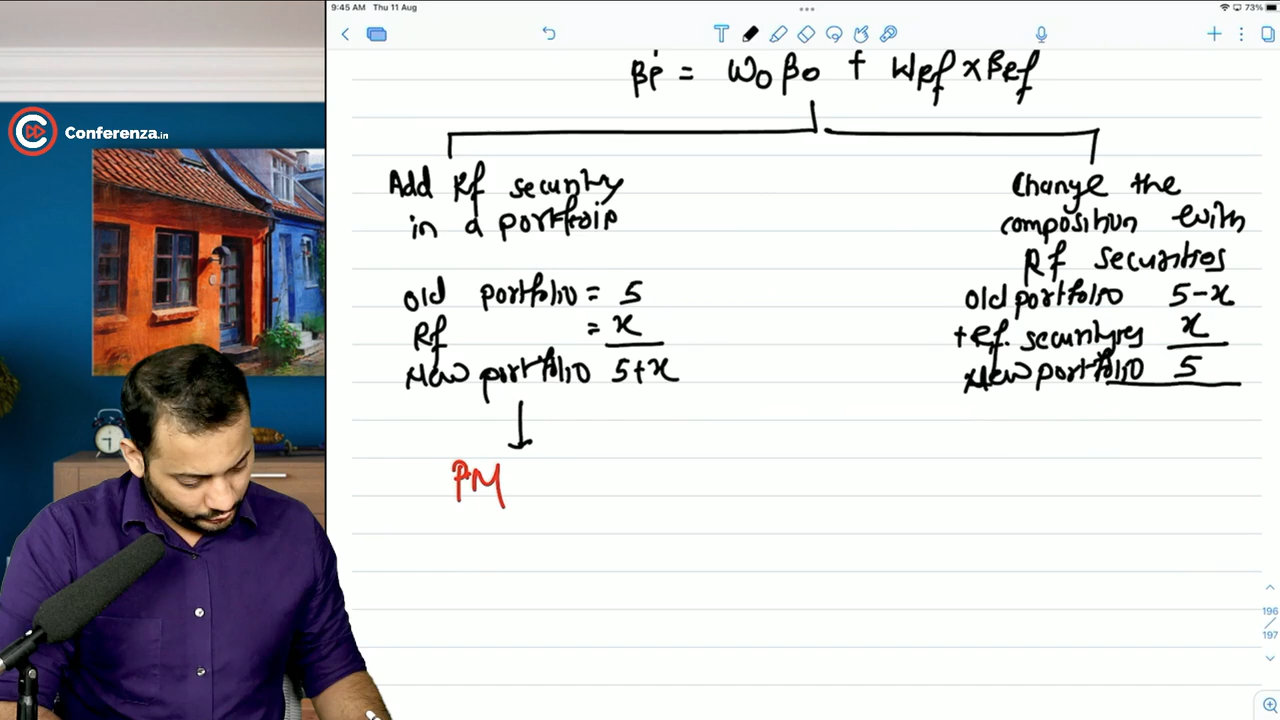 9:45 AM Thu 11 Aug
73%
Conferenza.in
βp = W0 β0 + WRf x βRf
Add Rf security
in a portfolio
Old portfolio = 5
Rf = x
New portfolio 5+x
PM
Change the
composition with
Rf securities
Old portfolio 5-x
+Rf. securityies x
New portfolio 5
196
197